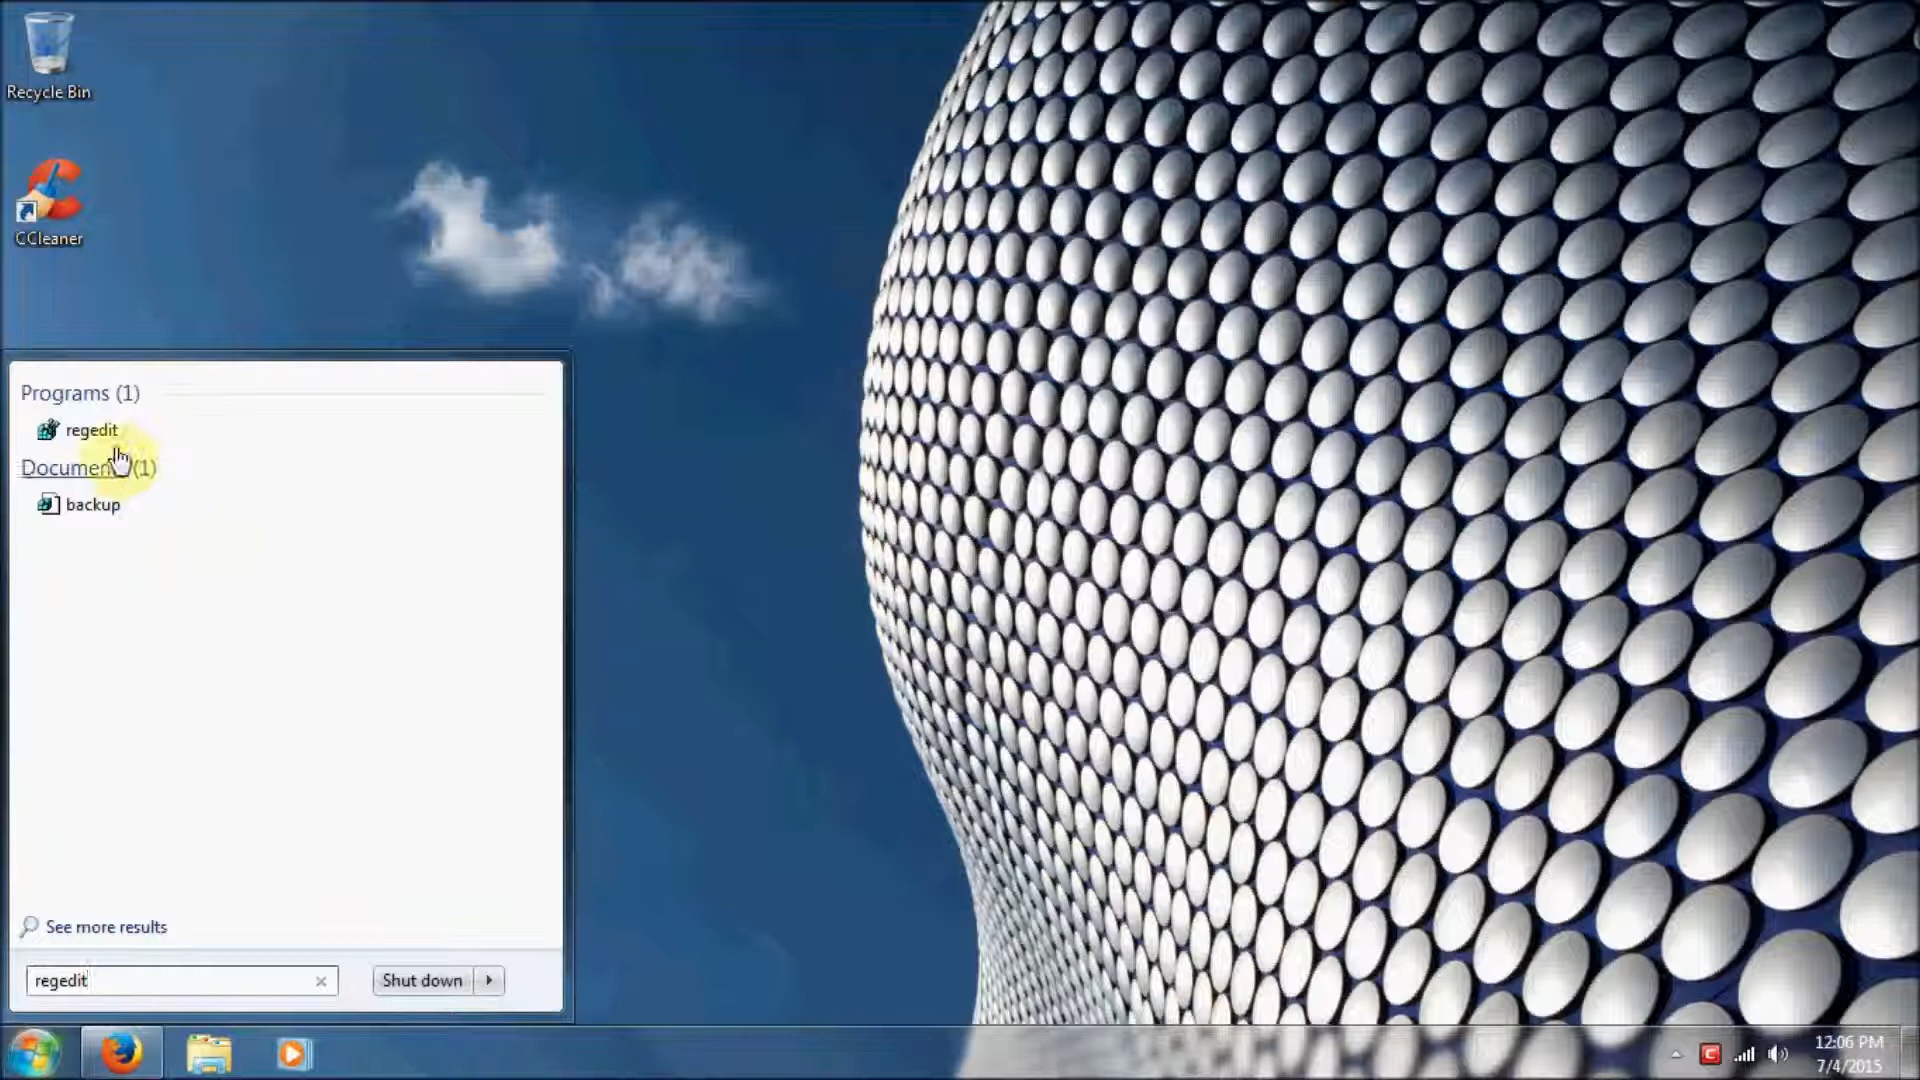 Recycle Bin
CCleaner
Programs (1)
regedit
Documents (1)
backup
See more results
regedit
Shut down
12:06 PM
7/4/2015